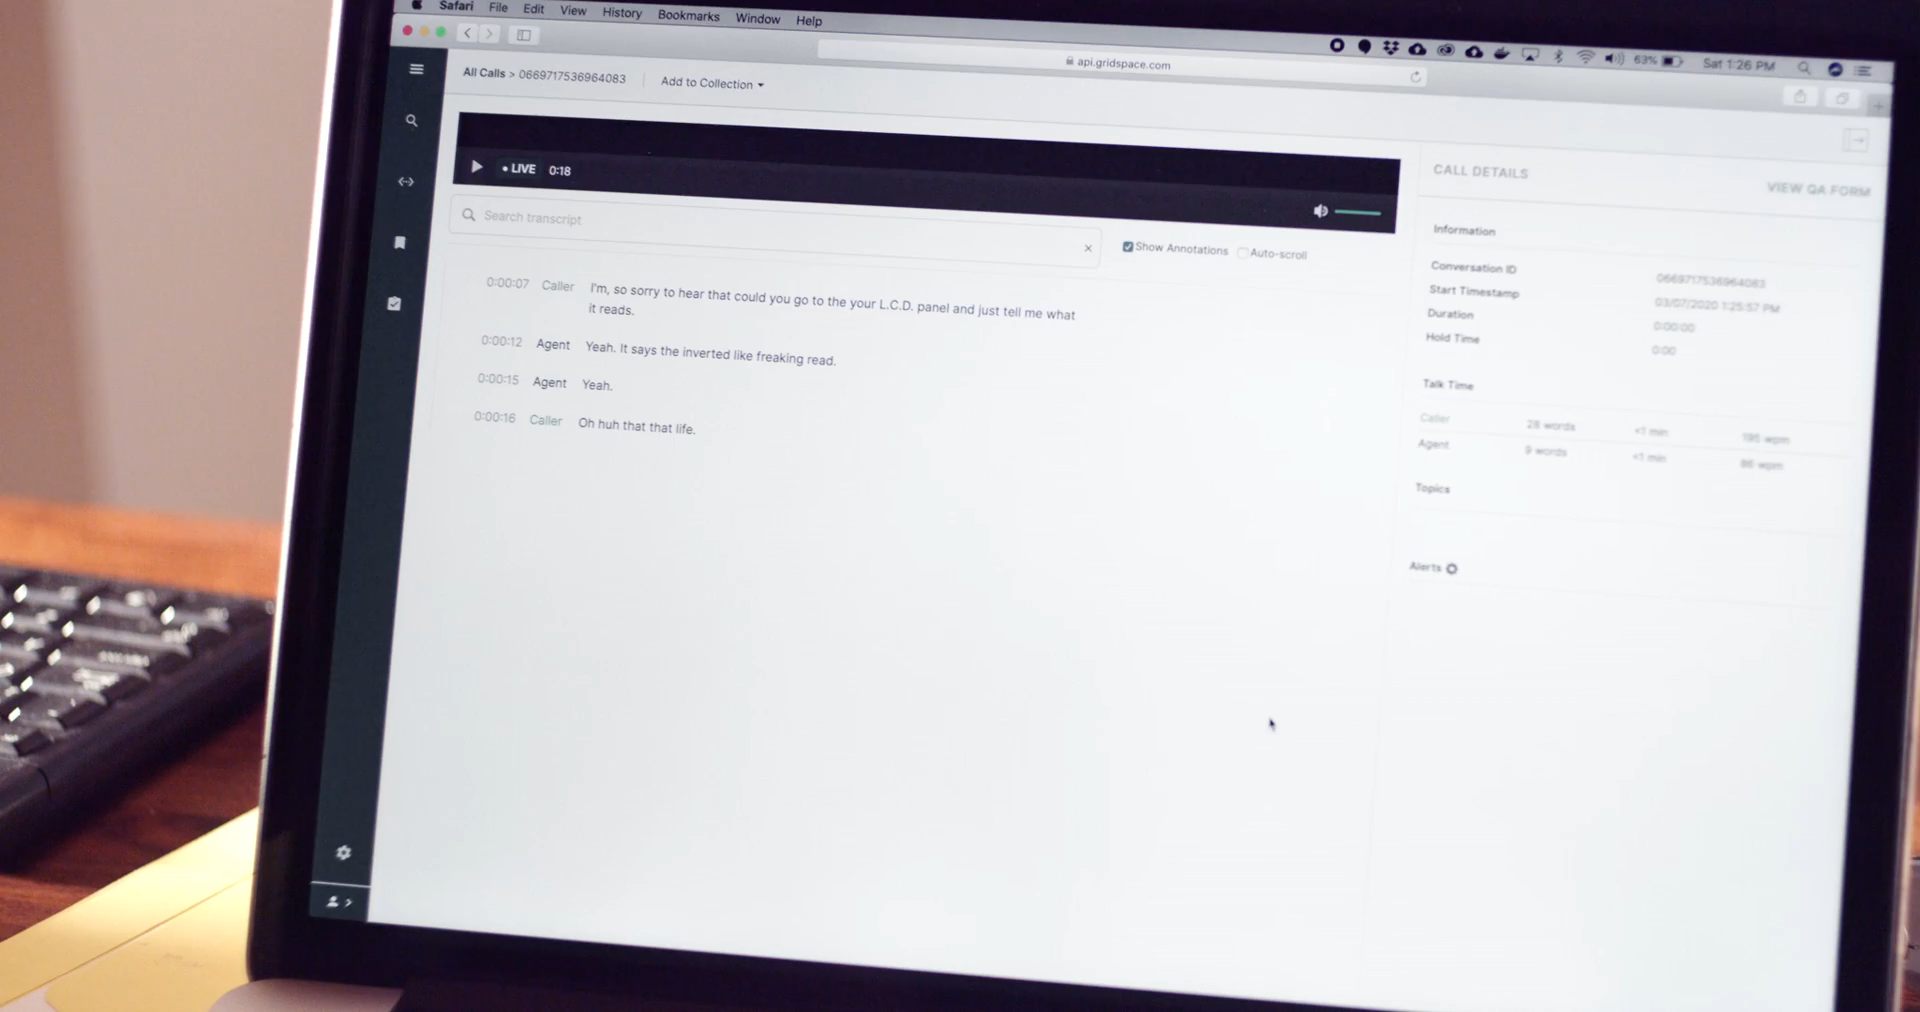 Safari File Edit View History Bookmarks Window Help
63% Sat 1:26 PM
api.gridspace.com
All Calls > 0669717536964083 Add to Collection
LIVE 0:18
Search transcript
Show Annotations Auto-scroll
0:00:07 Caller I'm, so sorry to hear that could you go to the your L.C.D. panel and just tell me what
it reads.
0:00:12 Agent Yeah. It says the inverted like freaking read.
0:00:15 Agent Yeah.
0:00:16 Caller Oh huh that that life.
CALL DETAILS
VIEW QA FORM
Information
Conversation ID 0669717536964083
Start Timestamp 03/07/2020 1:25:57 PM
Duration 0:00:00
Hold Time 0:00
Talk Time
Caller 28 words <1 min 195 wpm
Agent 9 words <1 min 86 wpm
Topics
Alerts